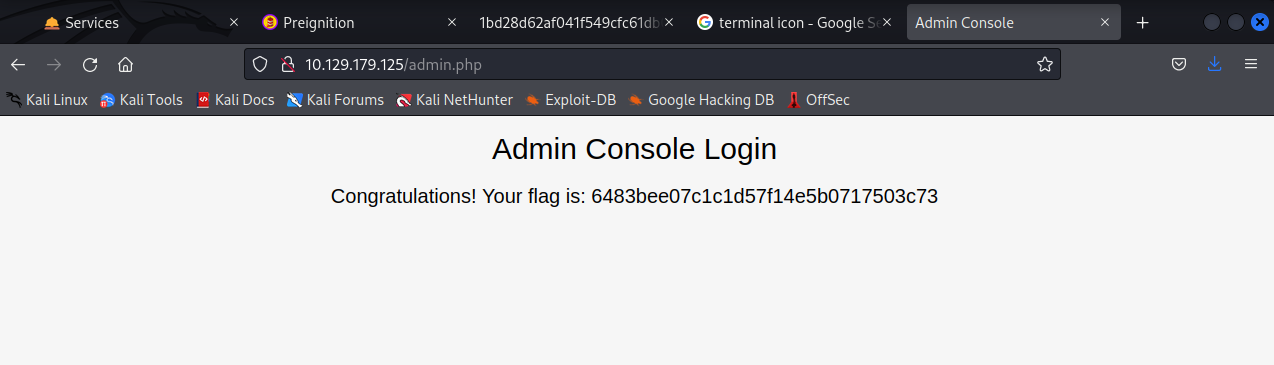 Services
Preignition
1bd28d62af041f549cfc61db
terminal icon - Google Se
Admin Console
10.129.179.125/admin.php
Kali Linux Kali Tools Kali Docs Kali Forums Kali NetHunter Exploit-DB Google Hacking DB OffSec
Admin Console Login
Congratulations! Your flag is: 6483bee07c1c1d57f14e5b0717503c73